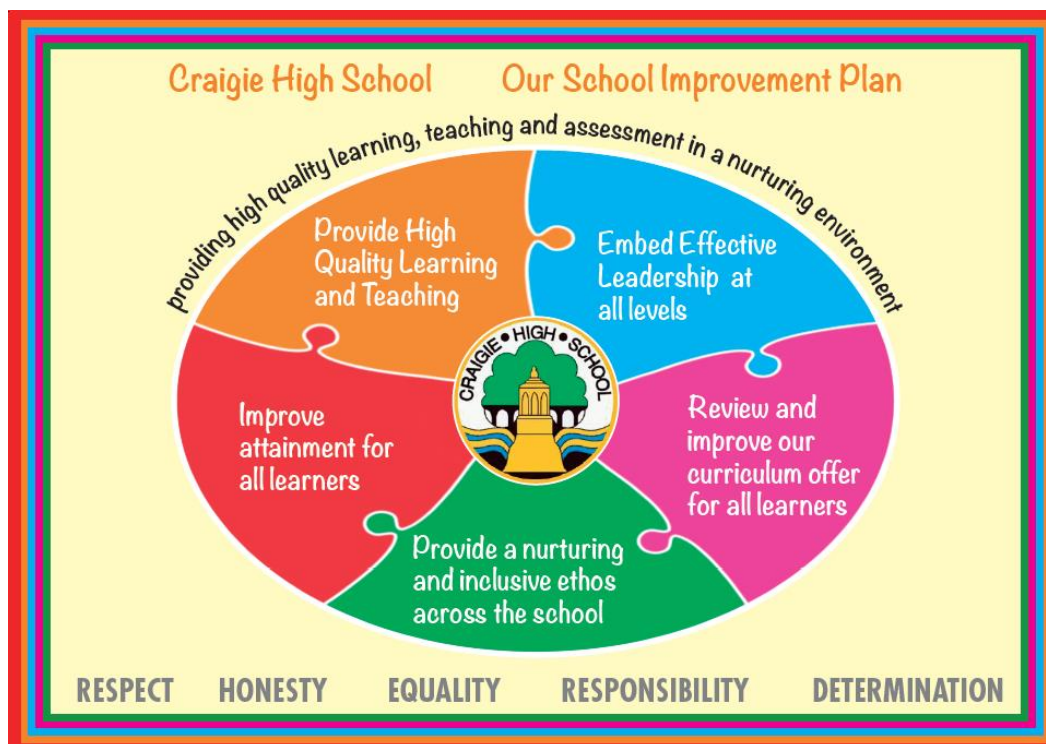 Craigie High School Our School Improvement Plan
providing high quality learning, teaching and assessment in a nurturing environment
Provide High
Quality Learning
and Teaching
Embed Effective
Leadership at
all levels
CRAIGIE • HIGH • SCHOOL
Improve
attainment for
all learners
Review and
improve our
curriculum offer
for all learners
Provide a nurturing
and inclusive ethos
across the school
RESPECT HONESTY EQUALITY RESPONSIBILITY DETERMINATION